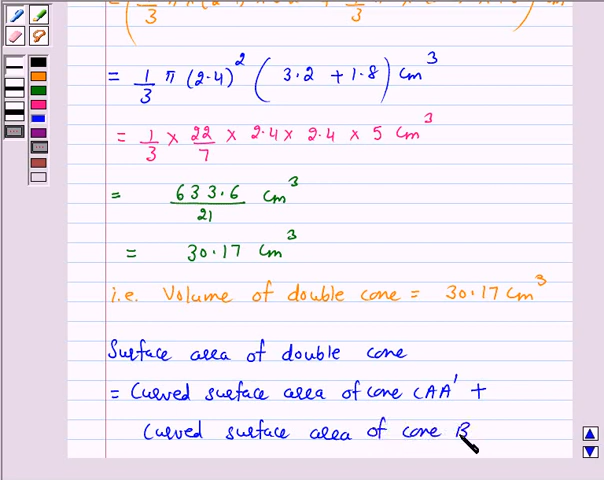 = 1/3 π (2.4)² ( 3.2 + 1.8 ) cm³
= 1/3 × 22/7 × 2.4 × 2.4 × 5 cm³
= 633.6/21 cm³
= 30.17 cm³
i.e. Volume of double cone = 30.17 cm³
Surface area of double cone
= Curved surface area of cone CAA' +
Curved surface area of cone B